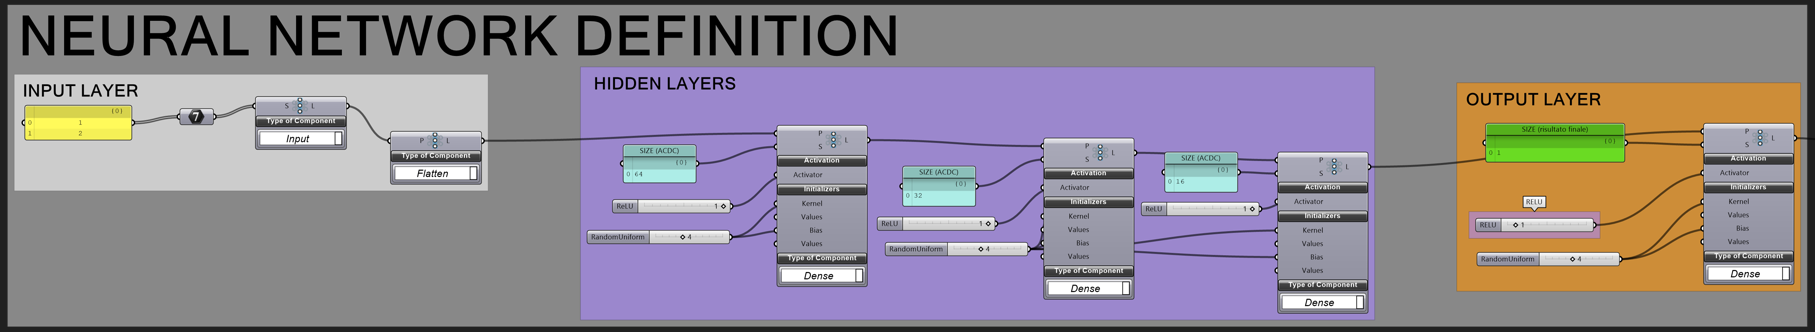 NEURAL NETWORK DEFINITION
INPUT LAYER
{0}
0 1
1 2
7
S L
Type of Component
Input
P L
Type of Component
Flatten
HIDDEN LAYERS
SIZE (ACDC)
{0}
0 64
ReLU 1
RandomUniform 4
P
S
L
Activation
Activator
Initializers
Kernel
Values
Bias
Values
Type of Component
Dense
SIZE (ACDC)
{0}
0 32
ReLU 1
RandomUniform 4
P
S
L
Activation
Activator
Initializers
Kernel
Values
Bias
Values
Type of Component
Dense
SIZE (ACDC)
{0}
0 16
ReLU 1
P
S
L
Activation
Activator
Initializers
Kernel
Values
Bias
Values
Type of Component
Dense
OUTPUT LAYER
SIZE (risultato finale)
{0}
0 1
RELU
RELU 1
RandomUniform 4
P
S
L
Activation
Activator
Initializers
Kernel
Values
Bias
Values
Type of Component
Dense